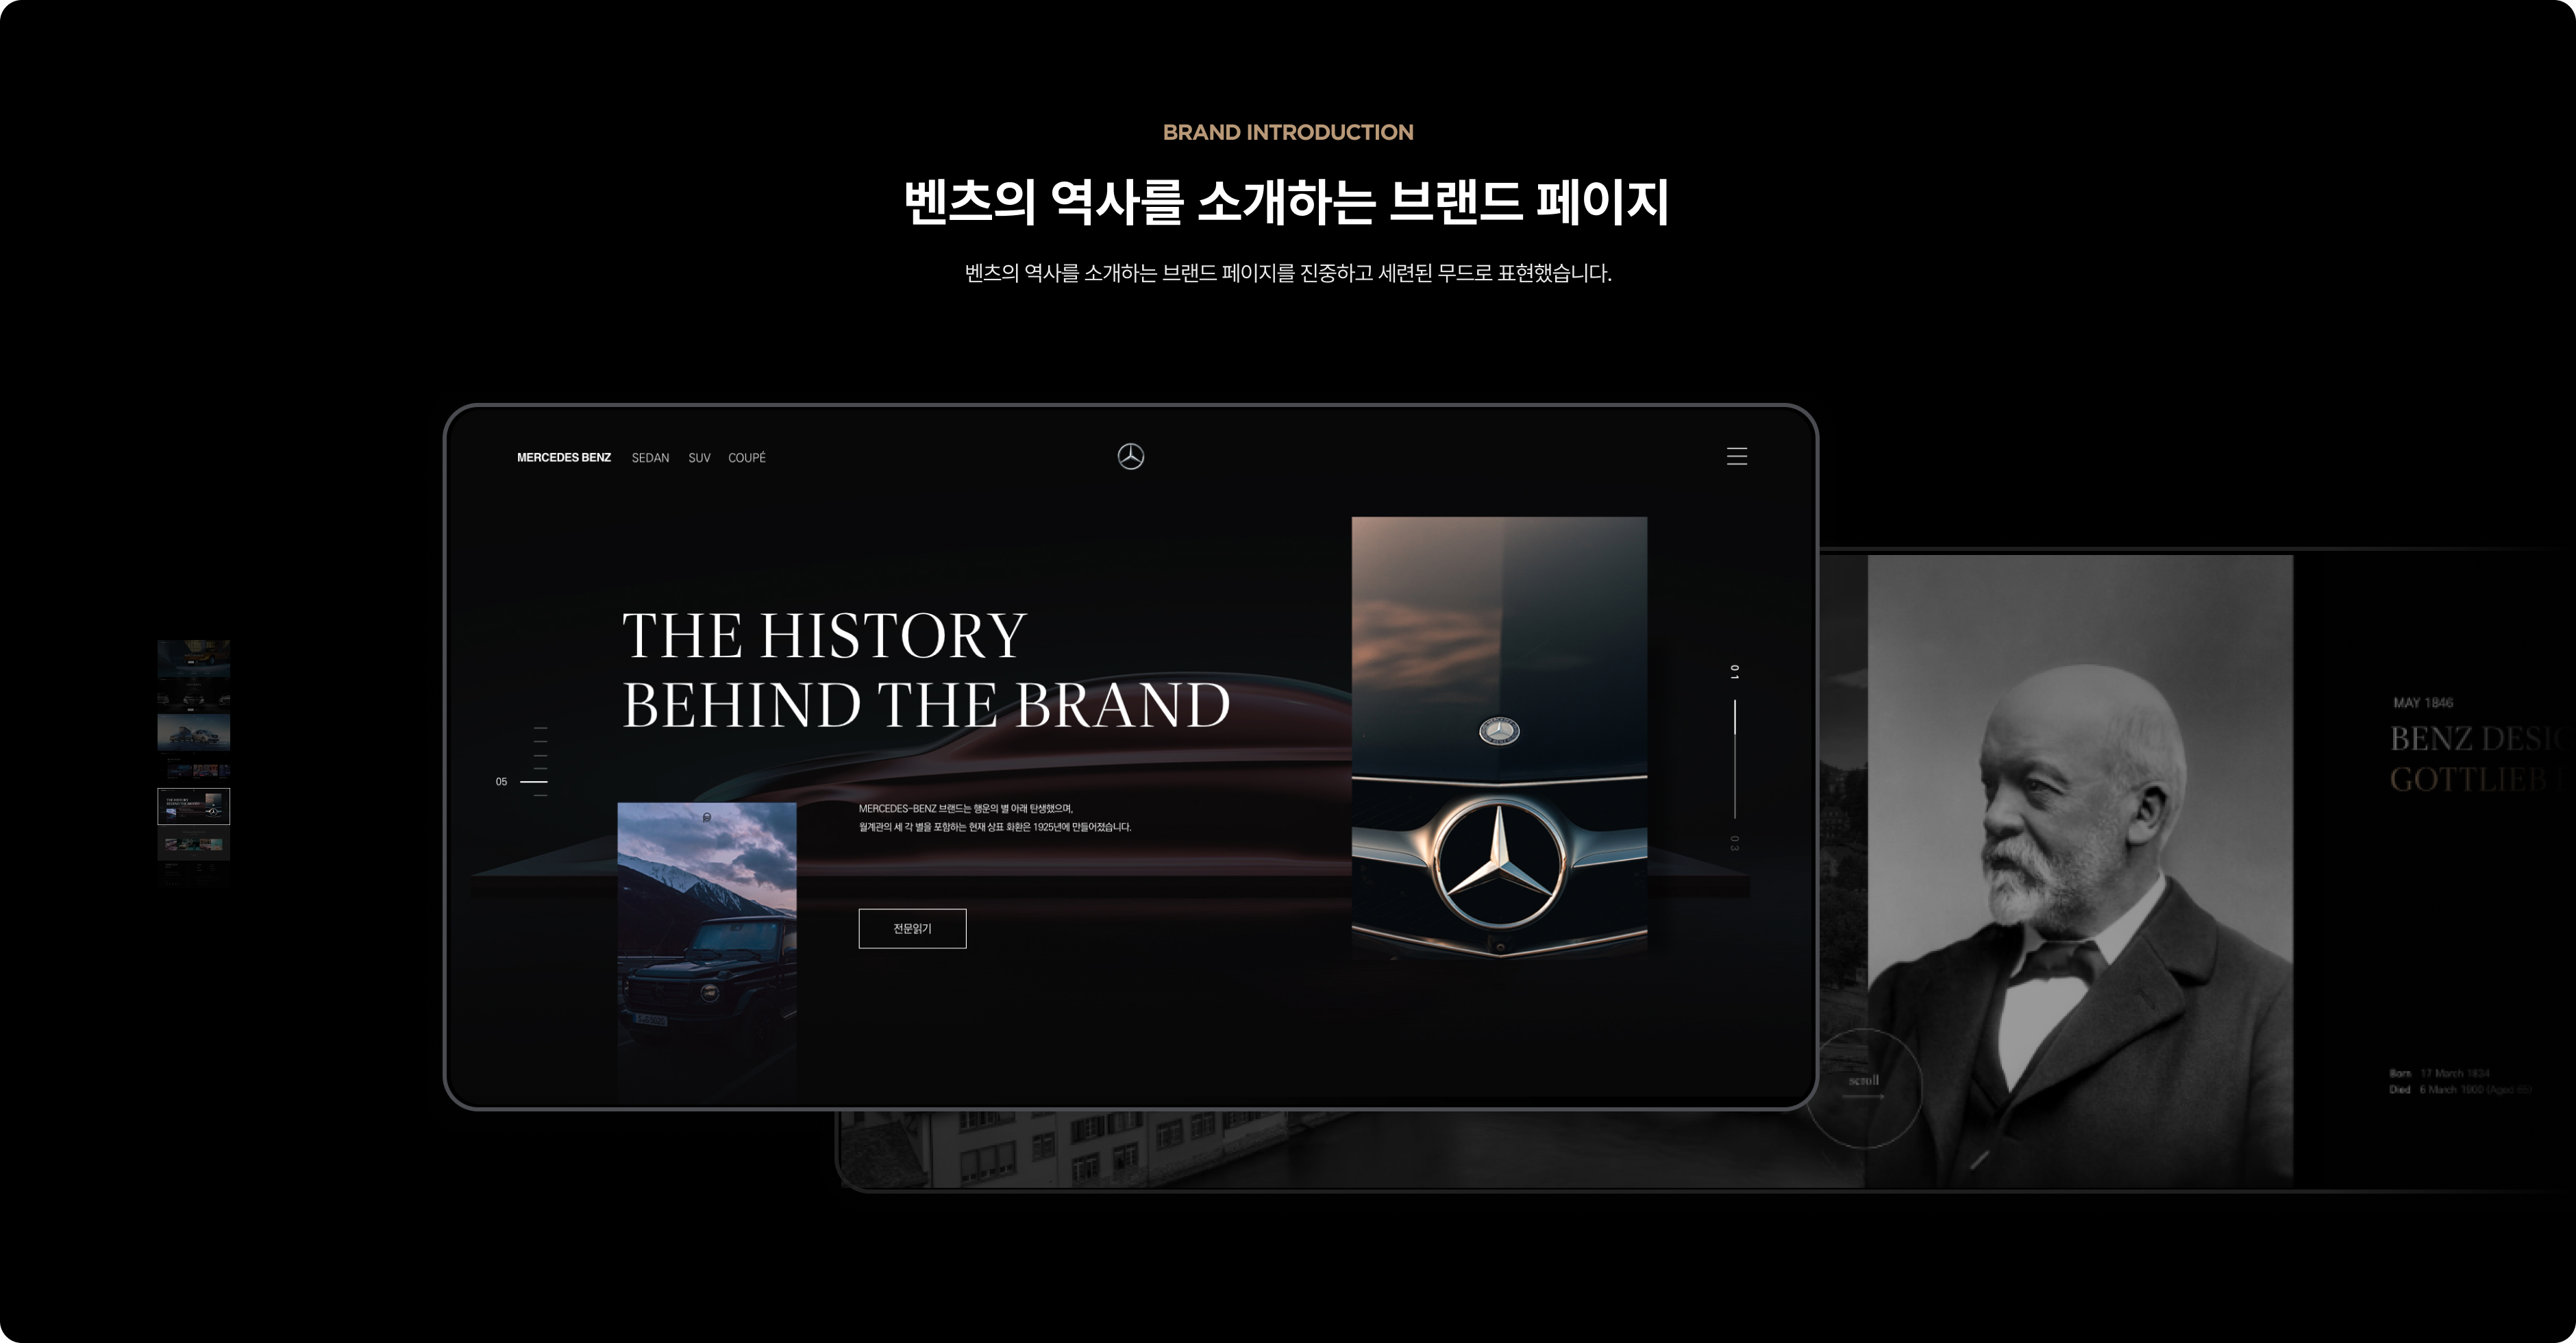 BRAND INTRODUCTION
벤츠의 역사를 소개하는 브랜드 페이지
벤츠의 역사를 소개하는 브랜드 페이지를 진중하고 세련된 무드로 표현했습니다.
MERCEDES BENZ SEDAN SUV COUPÉ
THE HISTORY
BEHIND THE BRAND
01
03
05
MERCEDES-BENZ 브랜드는 행운의 별 아래 탄생했으며,
월계관의 세 각 별을 포함하는 현재 상표 화환은 1925년에 만들어졌습니다.
전문읽기
MAY 1846
BENZ DESIG
GOTTLIEB
scroll
Born 17 March 1834
Died 6 March 1900 (Aged 65)